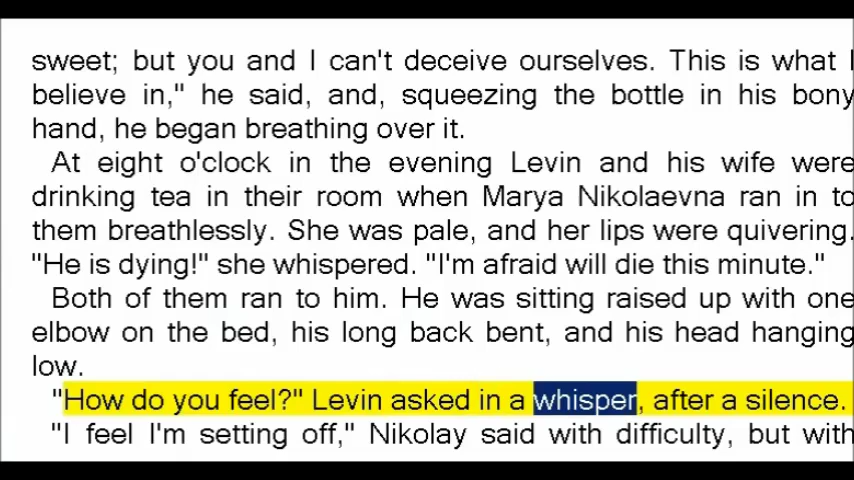 sweet; but you and I can't deceive ourselves. This is what I
believe in," he said, and, squeezing the bottle in his bony
hand, he began breathing over it.
At eight o'clock in the evening Levin and his wife were
drinking tea in their room when Marya Nikolaevna ran in to
them breathlessly. She was pale, and her lips were quivering.
"He is dying!" she whispered. "I'm afraid will die this minute."
Both of them ran to him. He was sitting raised up with one
elbow on the bed, his long back bent, and his head hanging
low.
"How do you feel?" Levin asked in a whisper, after a silence.
"I feel I'm setting off," Nikolay said with difficulty, but with